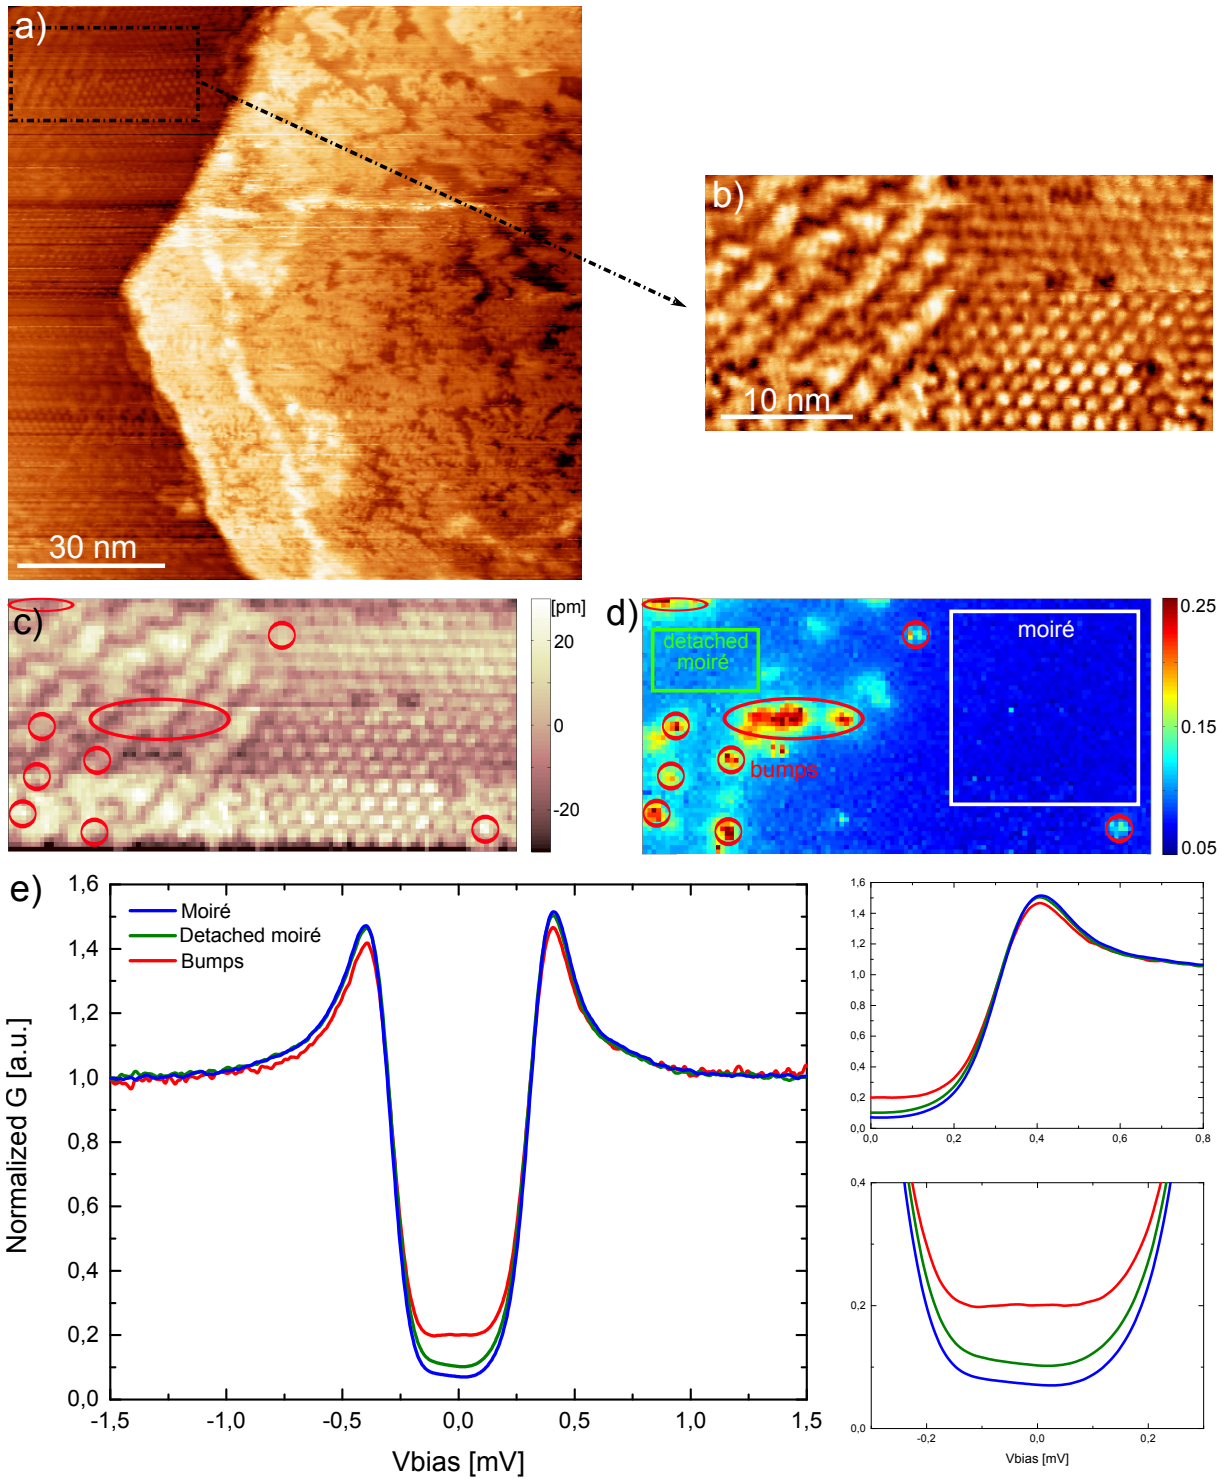 a)
30 nm
b)
10 nm
c)
[pm]
20
0
-20
d)
detached
moiré
moiré
bumps
0.25
0.15
0.05
e)
Moiré
Detached moiré
Bumps
Normalized G [a.u.]
1,6
1,4
1,2
1,0
0,8
0,6
0,4
0,2
0,0
-1,5
-1,0
-0,5
0,0
0,5
1,0
1,5
Vbias [mV]
1,6
1,4
1,2
1,0
0,8
0,6
0,4
0,2
0,0
0,0
0,2
0,4
0,6
0,8
0,4
0,2
0,0
-0,2
0,0
0,2
Vbias [mV]